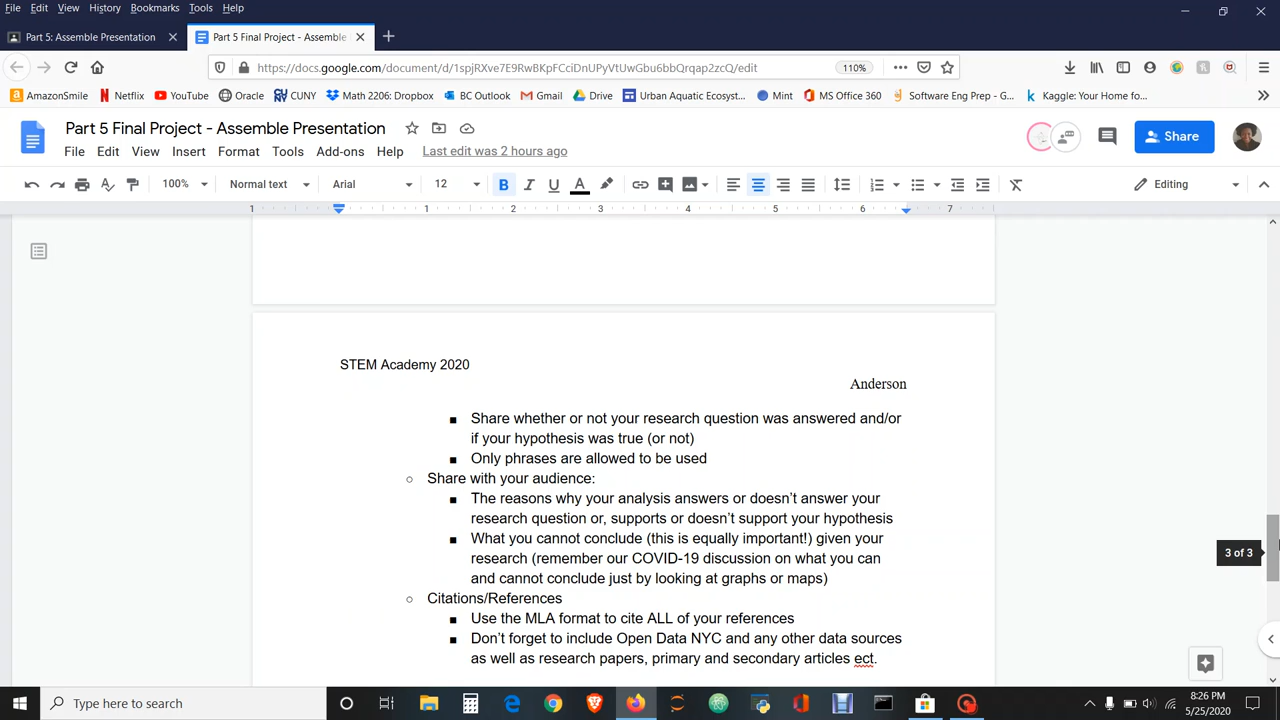 File Edit View History Bookmarks Tools Help
Part 5: Assemble Presentation
Part 5 Final Project - Assemble
https://docs.google.com/document/d/1spjRXve7E9RwBKpFCciDnUPyVtUwGbu6bbQrqap2zcQ/edit
110%
AmazonSmile Netflix YouTube Oracle CUNY Math 2206: Dropbox BC Outlook Gmail Drive Urban Aquatic Ecosyst... Mint MS Office 360 Software Eng Prep - G... Kaggle: Your Home fo...
Part 5 Final Project - Assemble Presentation
Share
File Edit View Insert Format Tools Add-ons Help Last edit was 2 hours ago
100% Normal text Arial 12 B I U A Editing
1 1 2 3 4 5 6 7
STEM Academy 2020
Anderson
■ Share whether or not your research question was answered and/or
if your hypothesis was true (or not)
■ Only phrases are allowed to be used
○ Share with your audience:
■ The reasons why your analysis answers or doesn't answer your
research question or, supports or doesn't support your hypothesis
■ What you cannot conclude (this is equally important!) given your
research (remember our COVID-19 discussion on what you can
and cannot conclude just by looking at graphs or maps)
○ Citations/References
■ Use the MLA format to cite ALL of your references
■ Don't forget to include Open Data NYC and any other data sources
as well as research papers, primary and secondary articles ect.
3 of 3
Type here to search
8:26 PM
5/25/2020